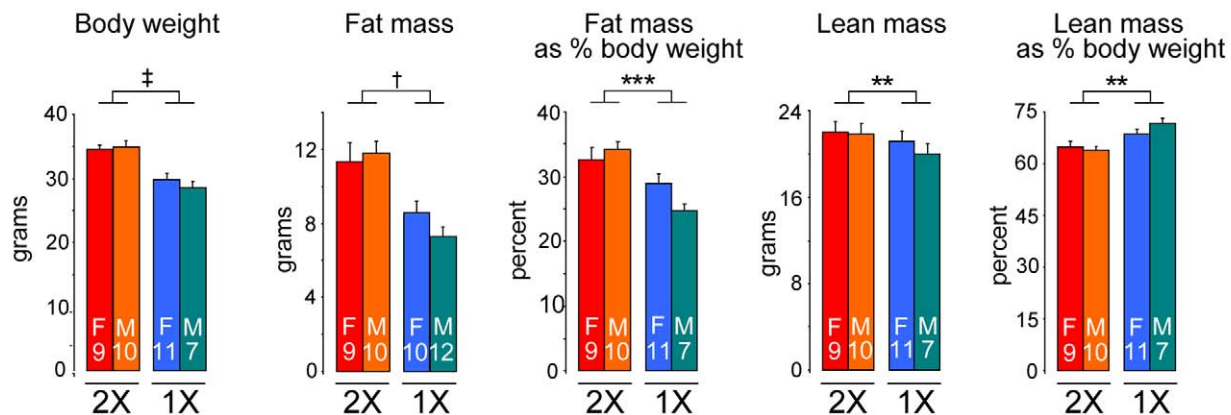 Body weight
‡
grams
40
30
20
10
0
F M F M
9 10 11 7
2X 1X
Fat mass
†
grams
12
8
4
0
F M F M
9 10 10 12
2X 1X
Fat mass
as % body weight
***
percent
40
30
20
10
0
F M F M
9 10 11 7
2X 1X
Lean mass
**
grams
24
18
12
6
0
F M F M
9 10 11 7
2X 1X
Lean mass
as % body weight
**
percent
75
60
45
30
15
0
F M F M
9 10 11 7
2X 1X